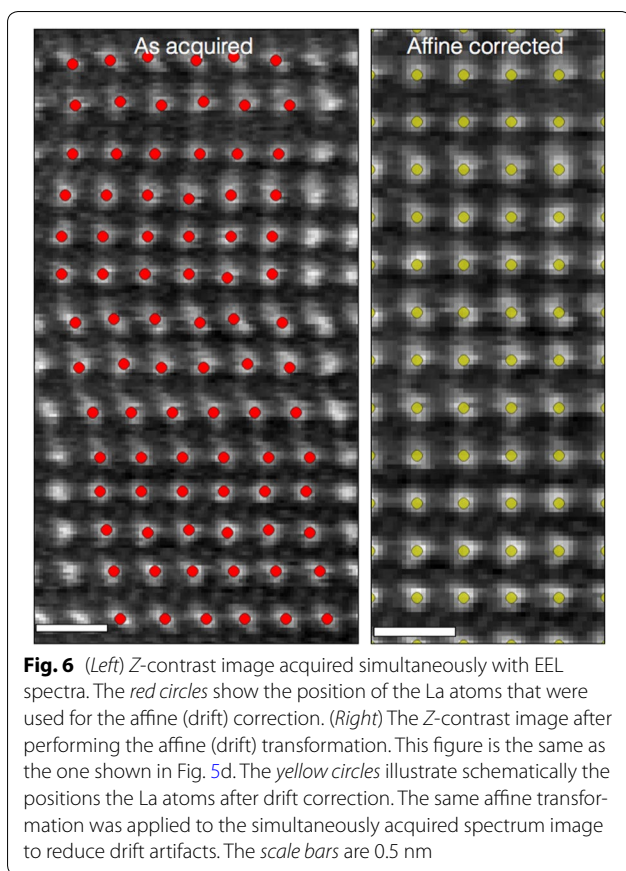 As acquired
Affine corrected
Fig. 6 (Left) Z-contrast image acquired simultaneously with EEL
spectra. The red circles show the position of the La atoms that were
used for the affine (drift) correction. (Right) The Z-contrast image after
performing the affine (drift) transformation. This figure is the same as
the one shown in Fig. 5d. The yellow circles illustrate schematically the
positions the La atoms after drift correction. The same affine transfor-
mation was applied to the simultaneously acquired spectrum image
to reduce drift artifacts. The scale bars are 0.5 nm